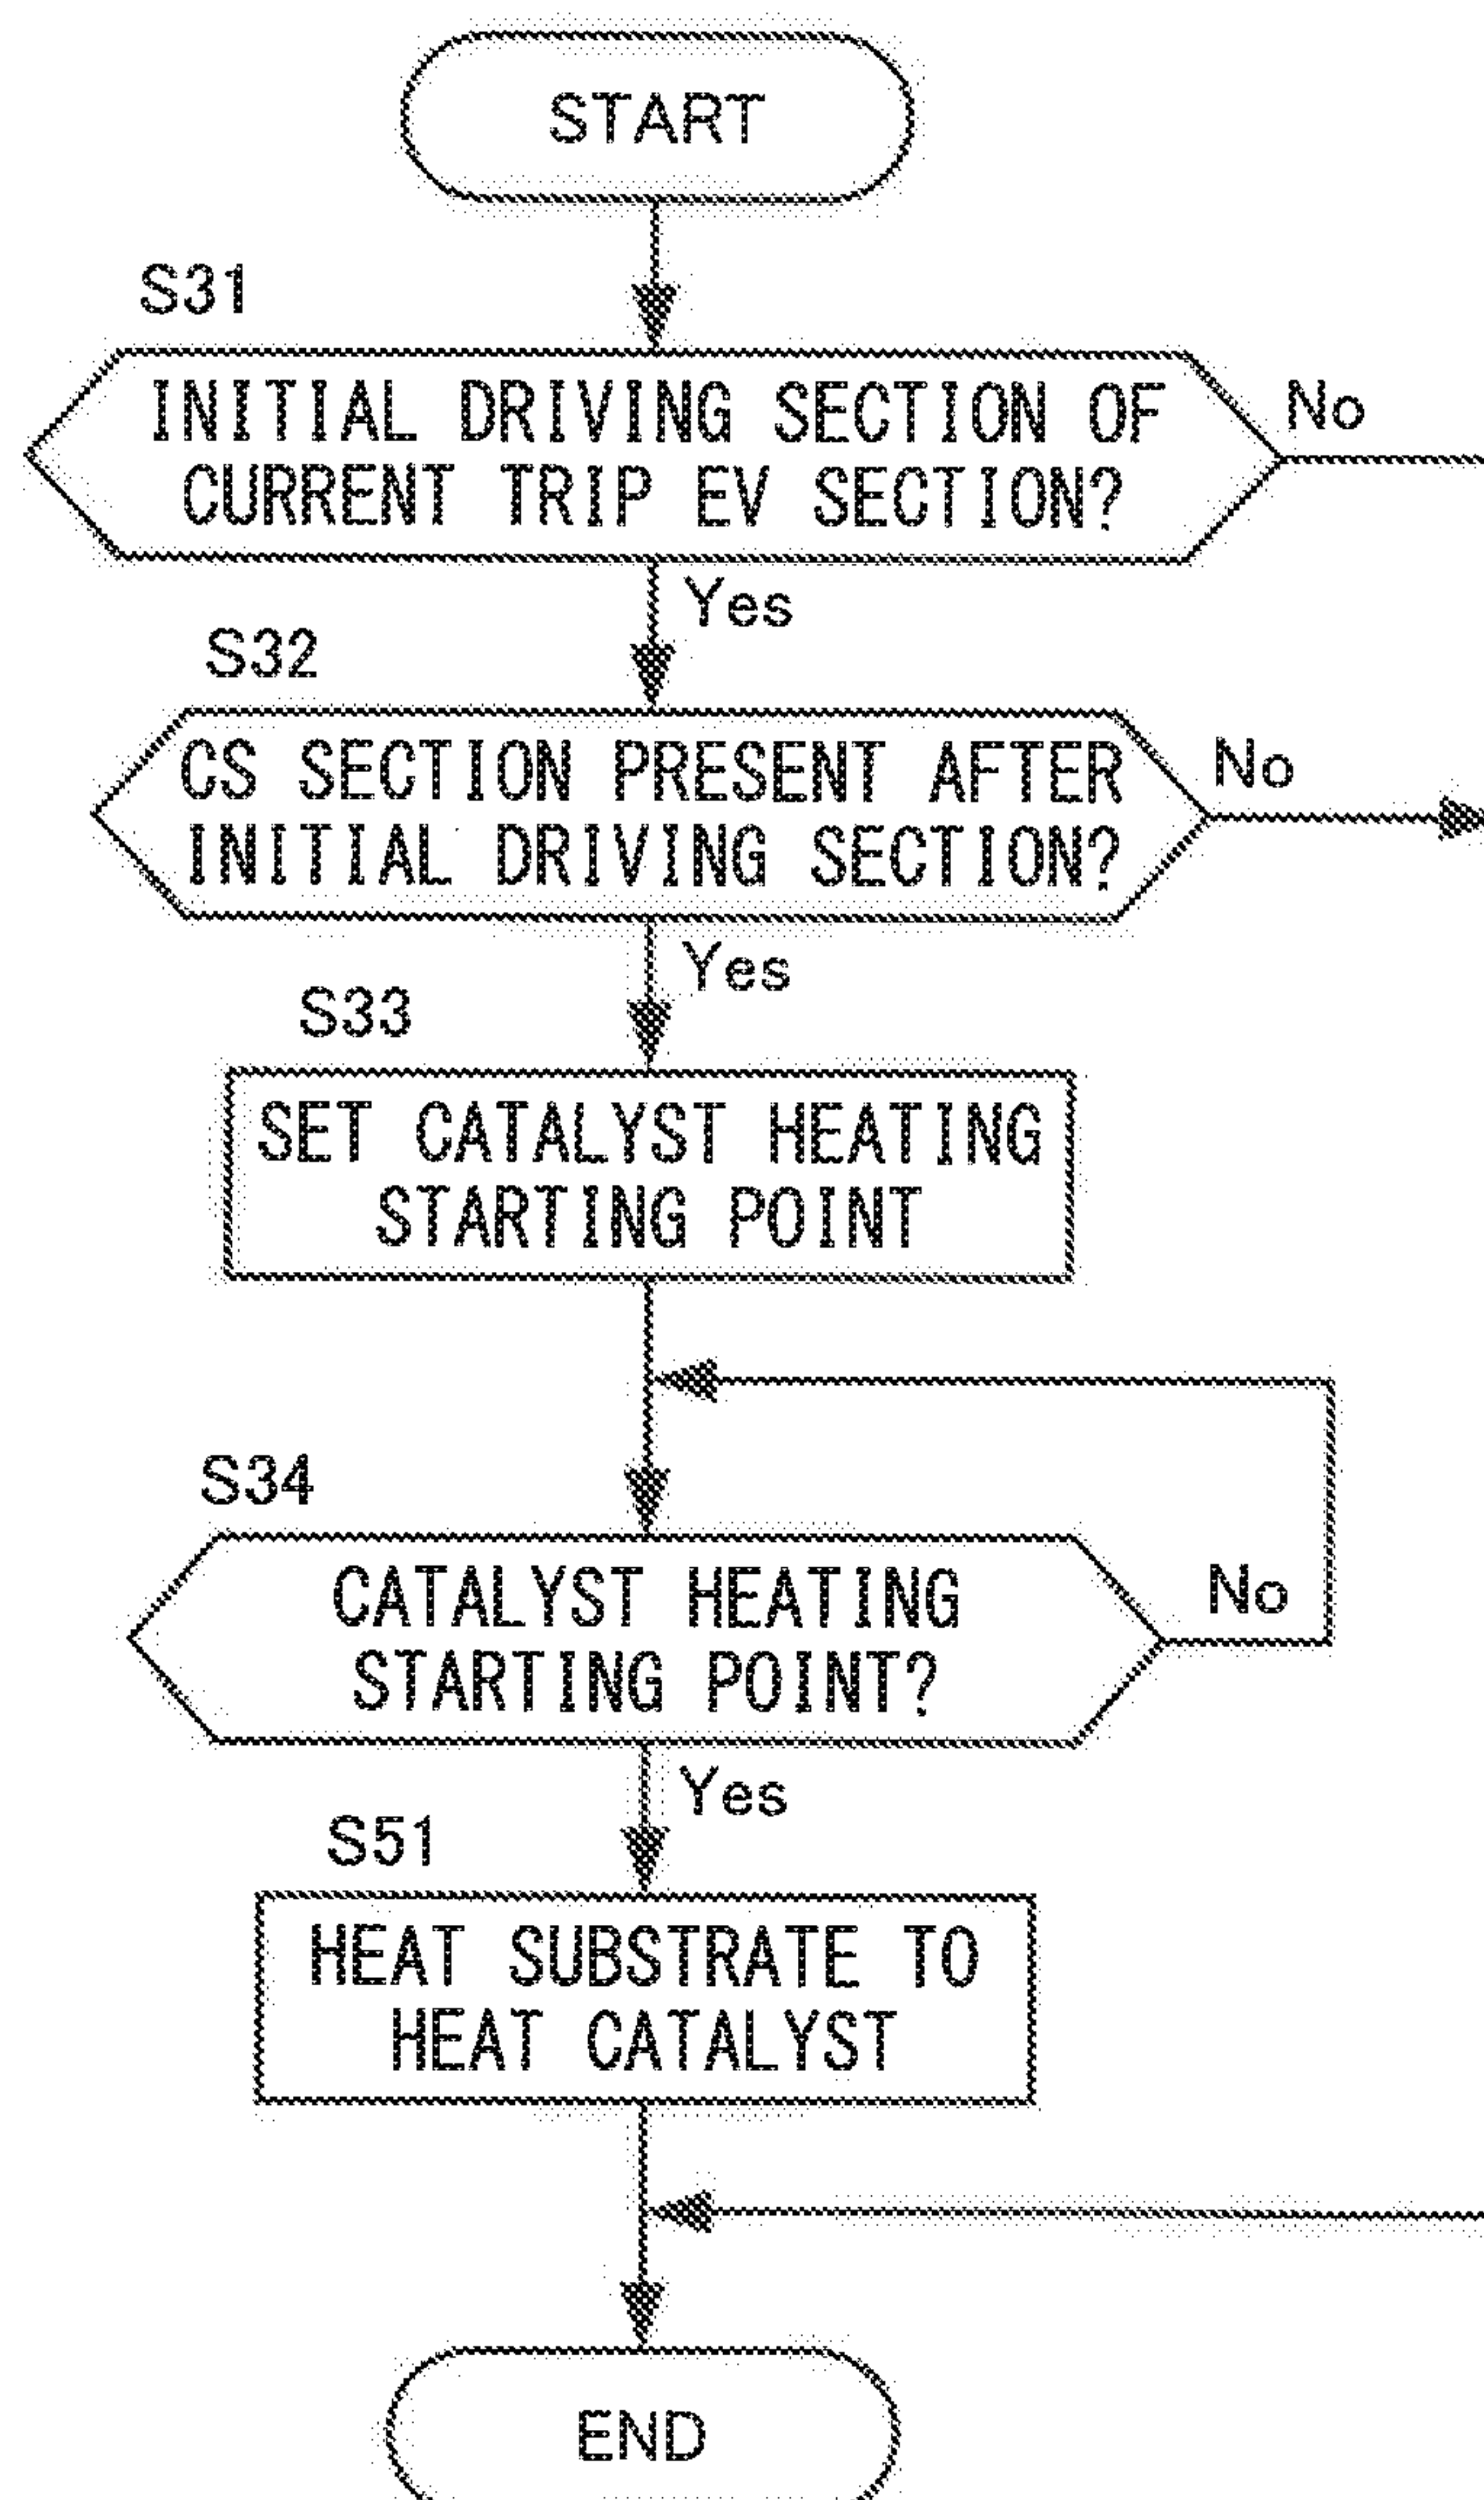 START
S31
INITIAL DRIVING SECTION OF
CURRENT TRIP EV SECTION?
No
Yes
S32
CS SECTION PRESENT AFTER
INITIAL DRIVING SECTION?
No
Yes
S33
SET CATALYST HEATING
STARTING POINT
S34
CATALYST HEATING
STARTING POINT?
No
Yes
S51
HEAT SUBSTRATE TO
HEAT CATALYST
END